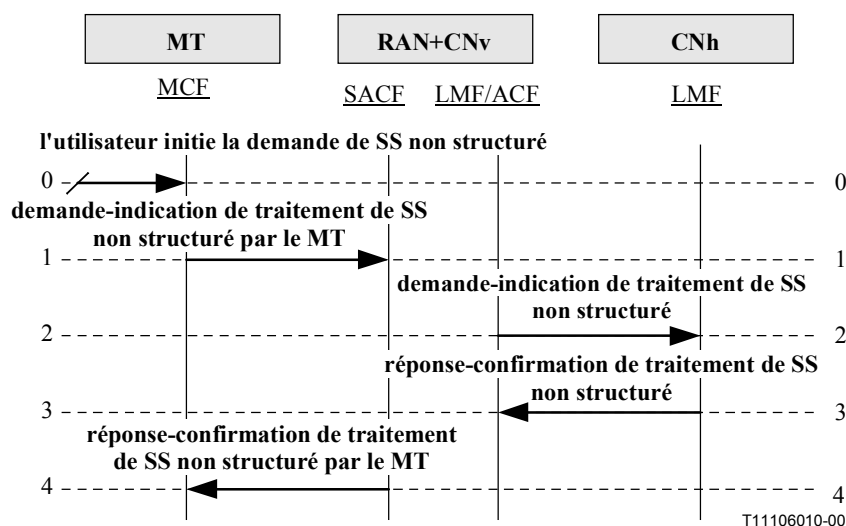 MT RAN+CNv CNh
MCF SACF LMF/ACF LMF
l'utilisateur initie la demande de SS non structuré
0 0
demande-indication de traitement de SS
non structuré par le MT
1 1
demande-indication de traitement de SS
non structuré
2 2
réponse-confirmation de traitement de SS
non structuré
3 3
réponse-confirmation de traitement
de SS non structuré par le MT
4 4
T11106010-00